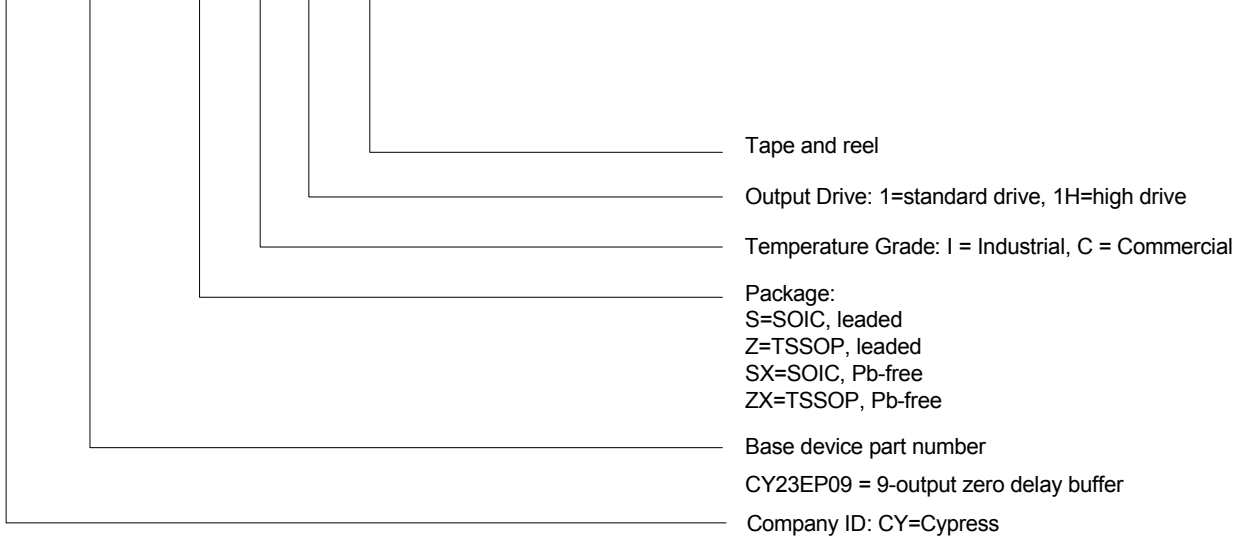 Tape and reel
Output Drive: 1=standard drive, 1H=high drive
Temperature Grade: I = Industrial, C = Commercial
Package:
S=SOIC, leaded
Z=TSSOP, leaded
SX=SOIC, Pb-free
ZX=TSSOP, Pb-free
Base device part number
CY23EP09 = 9-output zero delay buffer
Company ID: CY=Cypress